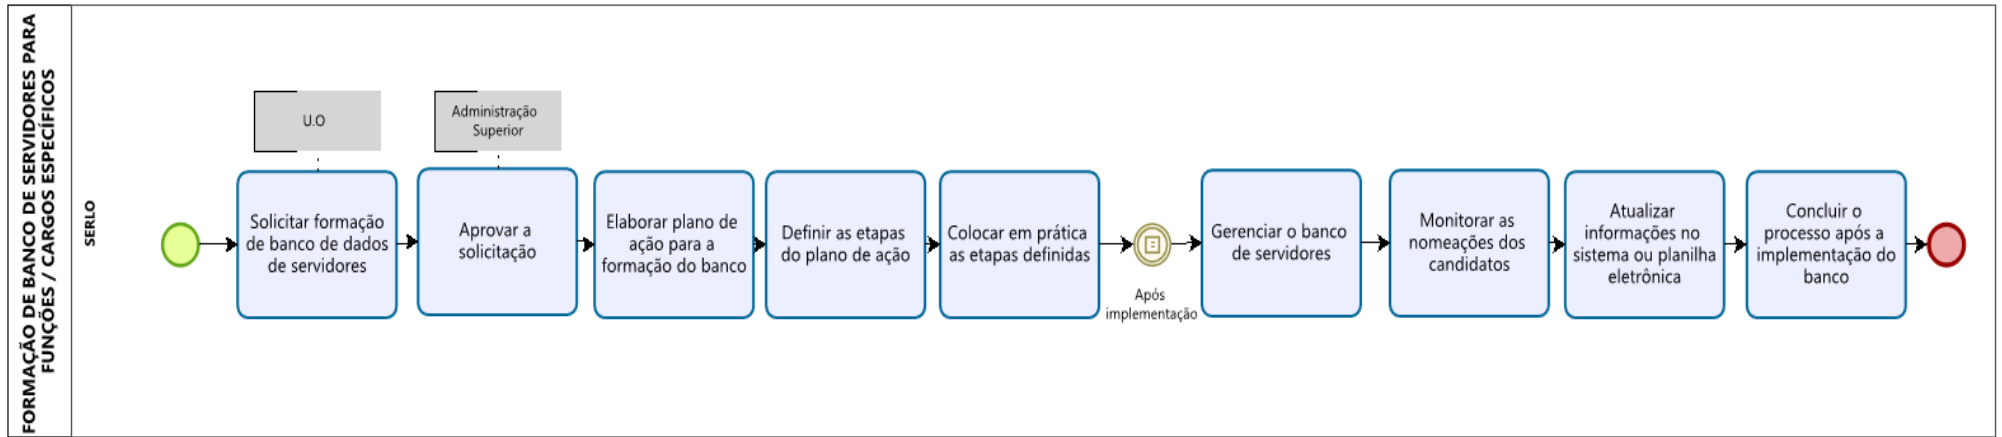 FORMAÇÃO DE BANCO DE SERVIDORES PARA
FUNÇÕES / CARGOS ESPECÍFICOS
SERLO
U.O
Solicitar formação
de banco de dados
de servidores
Administração
Superior
Aprovar a
solicitação
Elaborar plano de
ação para a
formação do banco
Definir as etapas
do plano de ação
Colocar em prática
as etapas definidas
Após
implementação
Gerenciar o banco
de servidores
Monitorar as
nomeações dos
candidatos
Atualizar
informações no
sistema ou planilha
eletrônica
Concluir o
processo após a
implementação do
banco